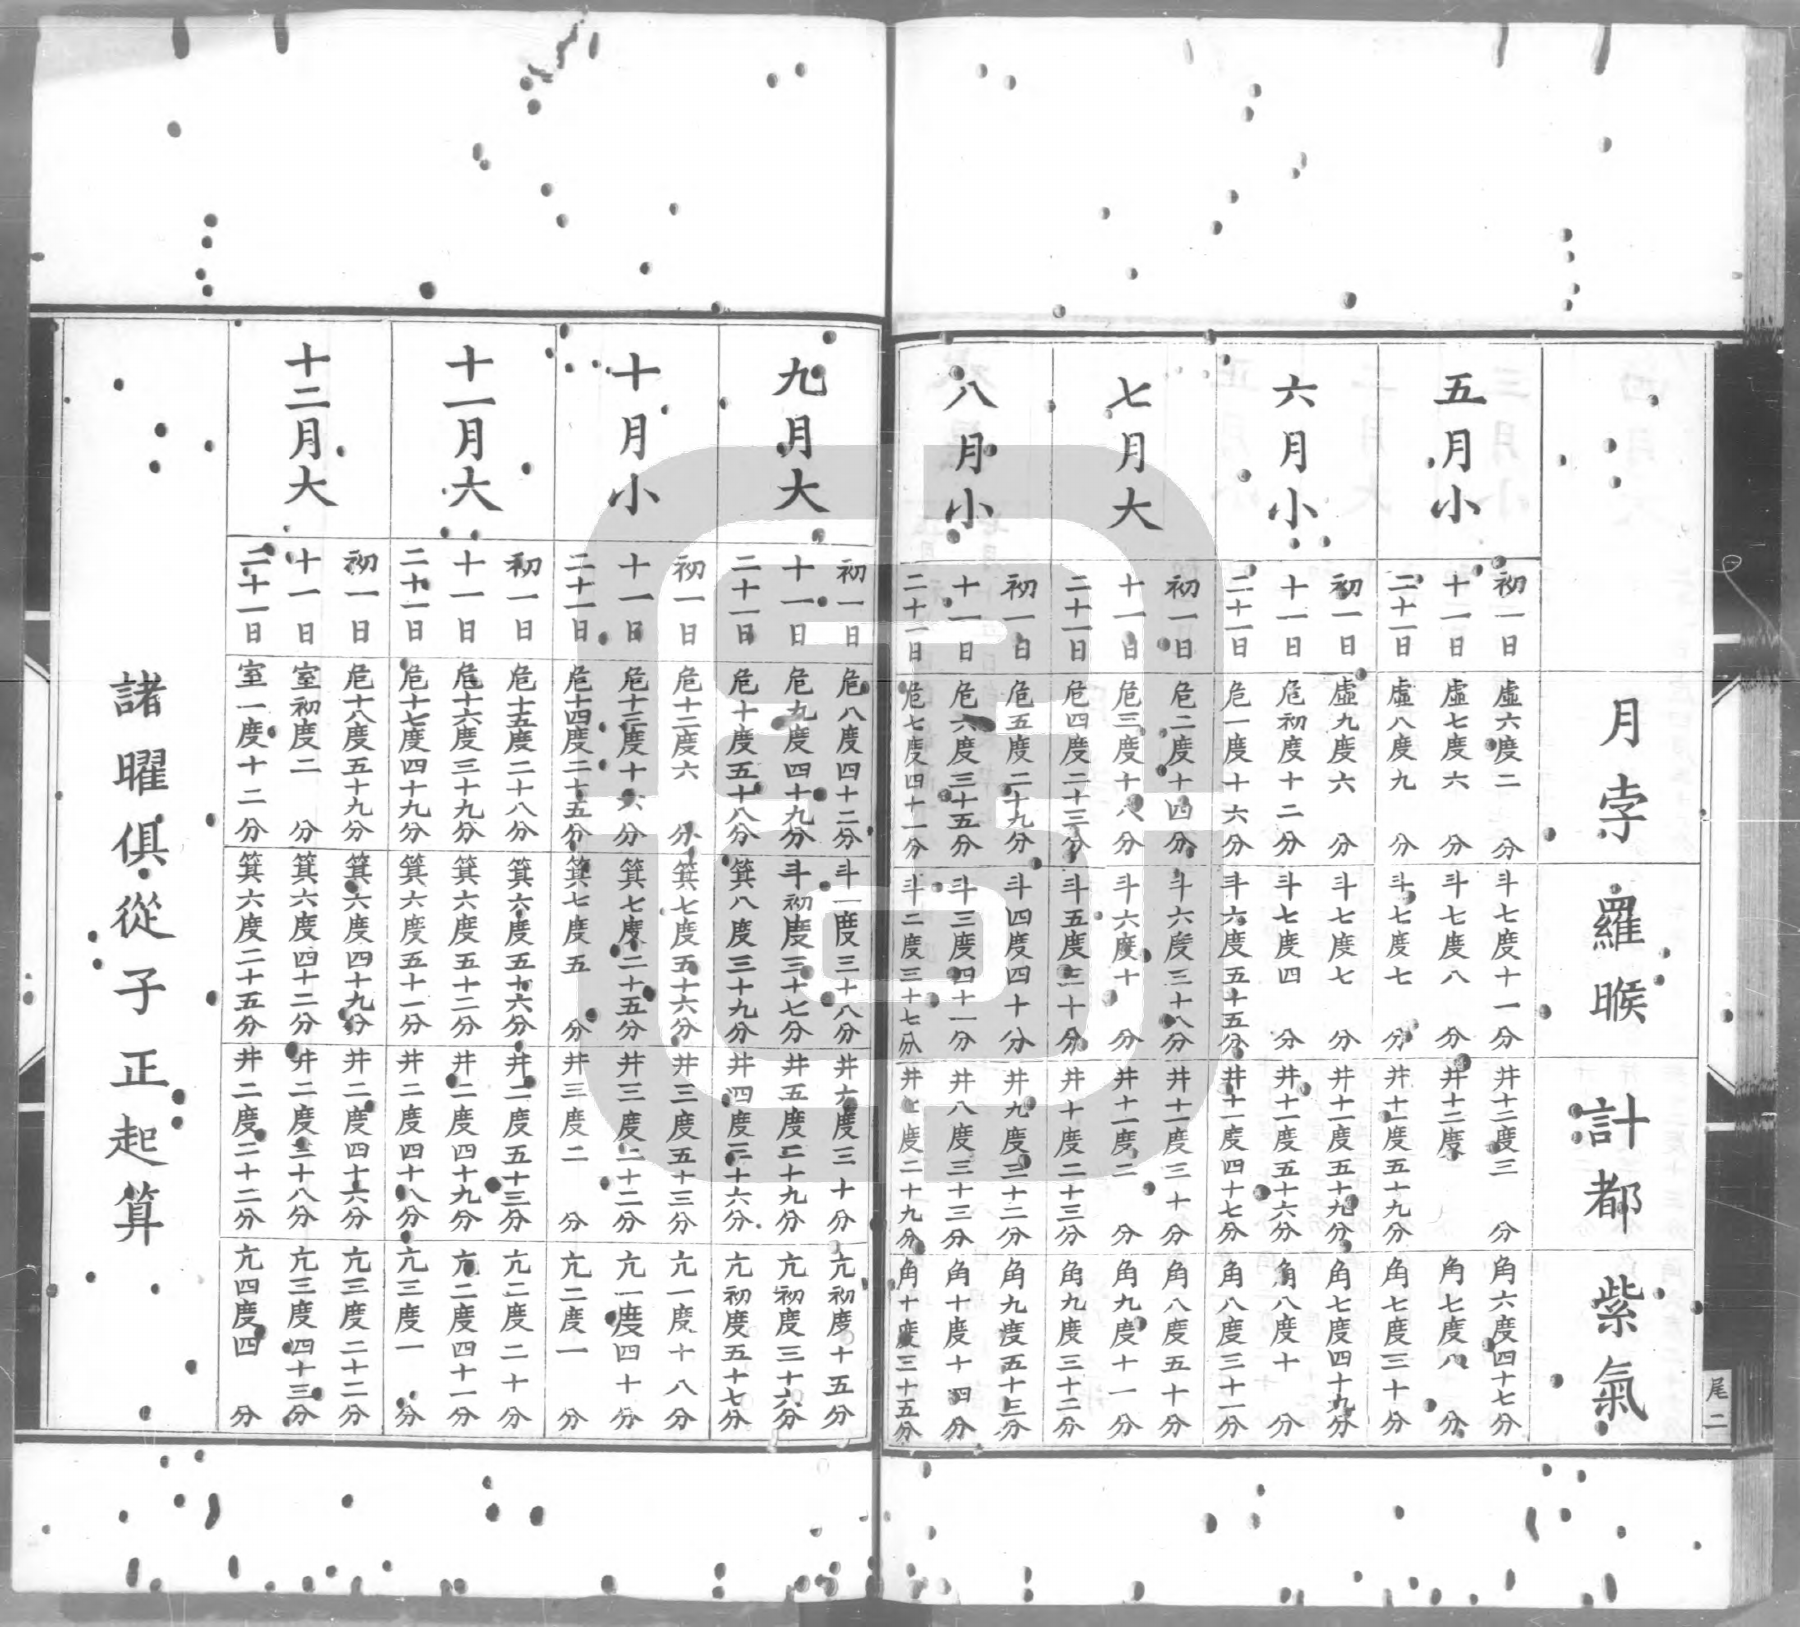 月孛 羅睺 計都 紫氣
五月小
初一日 虛六度二分 斗七度十一分 井十二度三分 角六度四十七分
十一日 虛七度六分 斗七度八分 井十二度 角七度八分
二十一日 虛八度九分 斗七度七分 井十一度五十九分 角七度三十分
六月小
初一日 虛九度六分 斗七度七分 井十一度五十九分 角七度四十九分
十一日 危初度十二分 斗七度四分 井十一度五十六分 角八度十分
二十一日 危一度十六分 斗六度五十五分 井十一度四十七分 角八度三十一分
七月大
初一日 危二度十四分 斗六度三十八分 井十一度三十分 角八度五十分
十一日 危三度十八分 斗六度十分 井十一度二分 角九度十一分
二十一日 危四度二十三分 斗五度三十分 井十度二十三分 角九度三十二分
八月小
初一日 危五度二十九分 斗四度四十分 井九度三十二分 角九度五十三分
十一日 危六度三十五分 斗三度四十一分 井八度三十三分 角十度十四分
二十一日 危七度四十一分 斗二度三十七分 井七度二十九分 角十度三十五分
尾二
九月大
初一日 危八度四十二分 斗一度三十八分 井六度三十分 亢初度十五分
十一日 危九度四十九分 斗初度三十七分 井五度二十九分 亢初度三十六分
二十一日 危十度五十八分 箕八度三十九分 井四度三十六分 亢初度五十七分
十月小
初一日 危十二度六分 箕七度五十六分 井三度五十三分 亢一度十八分
十一日 危十三度十六分 箕七度二十五分 井三度二十二分 亢一度四十分
二十一日 危十四度二十五分 箕七度五分 井三度二分 亢二度一分
十一月大
初一日 危十五度二十八分 箕六度五十六分 井二度五十三分 亢二度二十分
十一日 危十六度三十九分 箕六度五十二分 井二度四十九分 亢二度四十一分
二十一日 危十七度四十九分 箕六度五十一分 井二度四十八分 亢三度一分
十二月大
初一日 危十八度五十九分 箕六度四十九分 井二度四十六分 亢三度二十二分
十一日 室初度二分 箕六度四十二分 井二度三十八分 亢三度四十三分
二十一日 室一度十二分 箕六度二十五分 井二度二十二分 亢四度四分
諸曜俱從子正起算